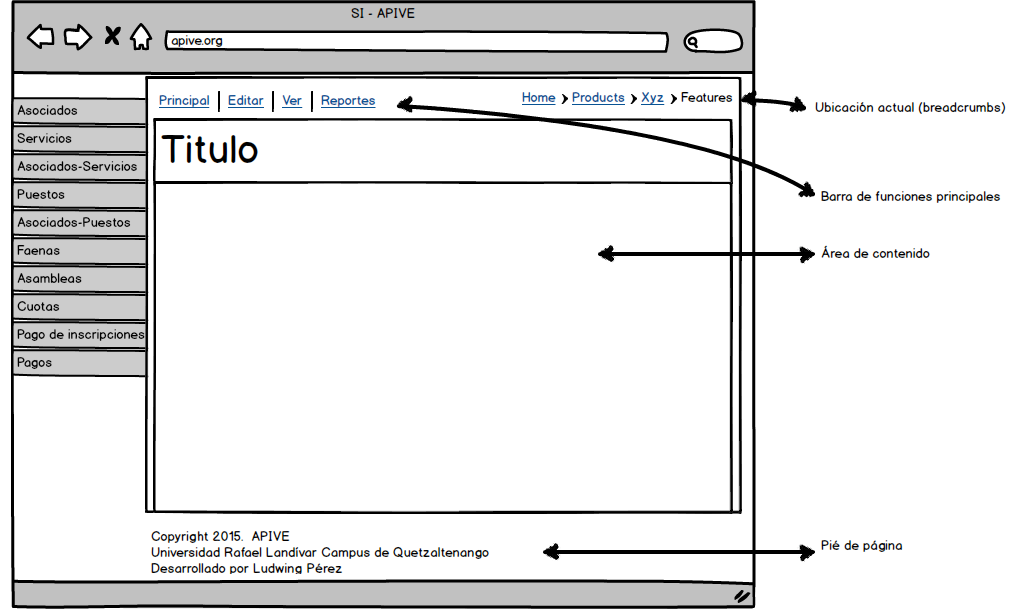 SI - APIVE
apive.org
Principal | Editar | Ver | Reportes
Home > Products > Xyz > Features
Ubicación actual (breadcrumbs)
Asociados
Servicios
Asociados-Servicios
Puestos
Asociados-Puestos
Faenas
Asambleas
Cuotas
Pago de inscripciones
Pagos
Titulo
Barra de funciones principales
Área de contenido
Copyright 2015.  APIVE
Universidad Rafael Landívar Campus de Quetzaltenango
Desarrollado por Ludwing Pérez
Pié de página